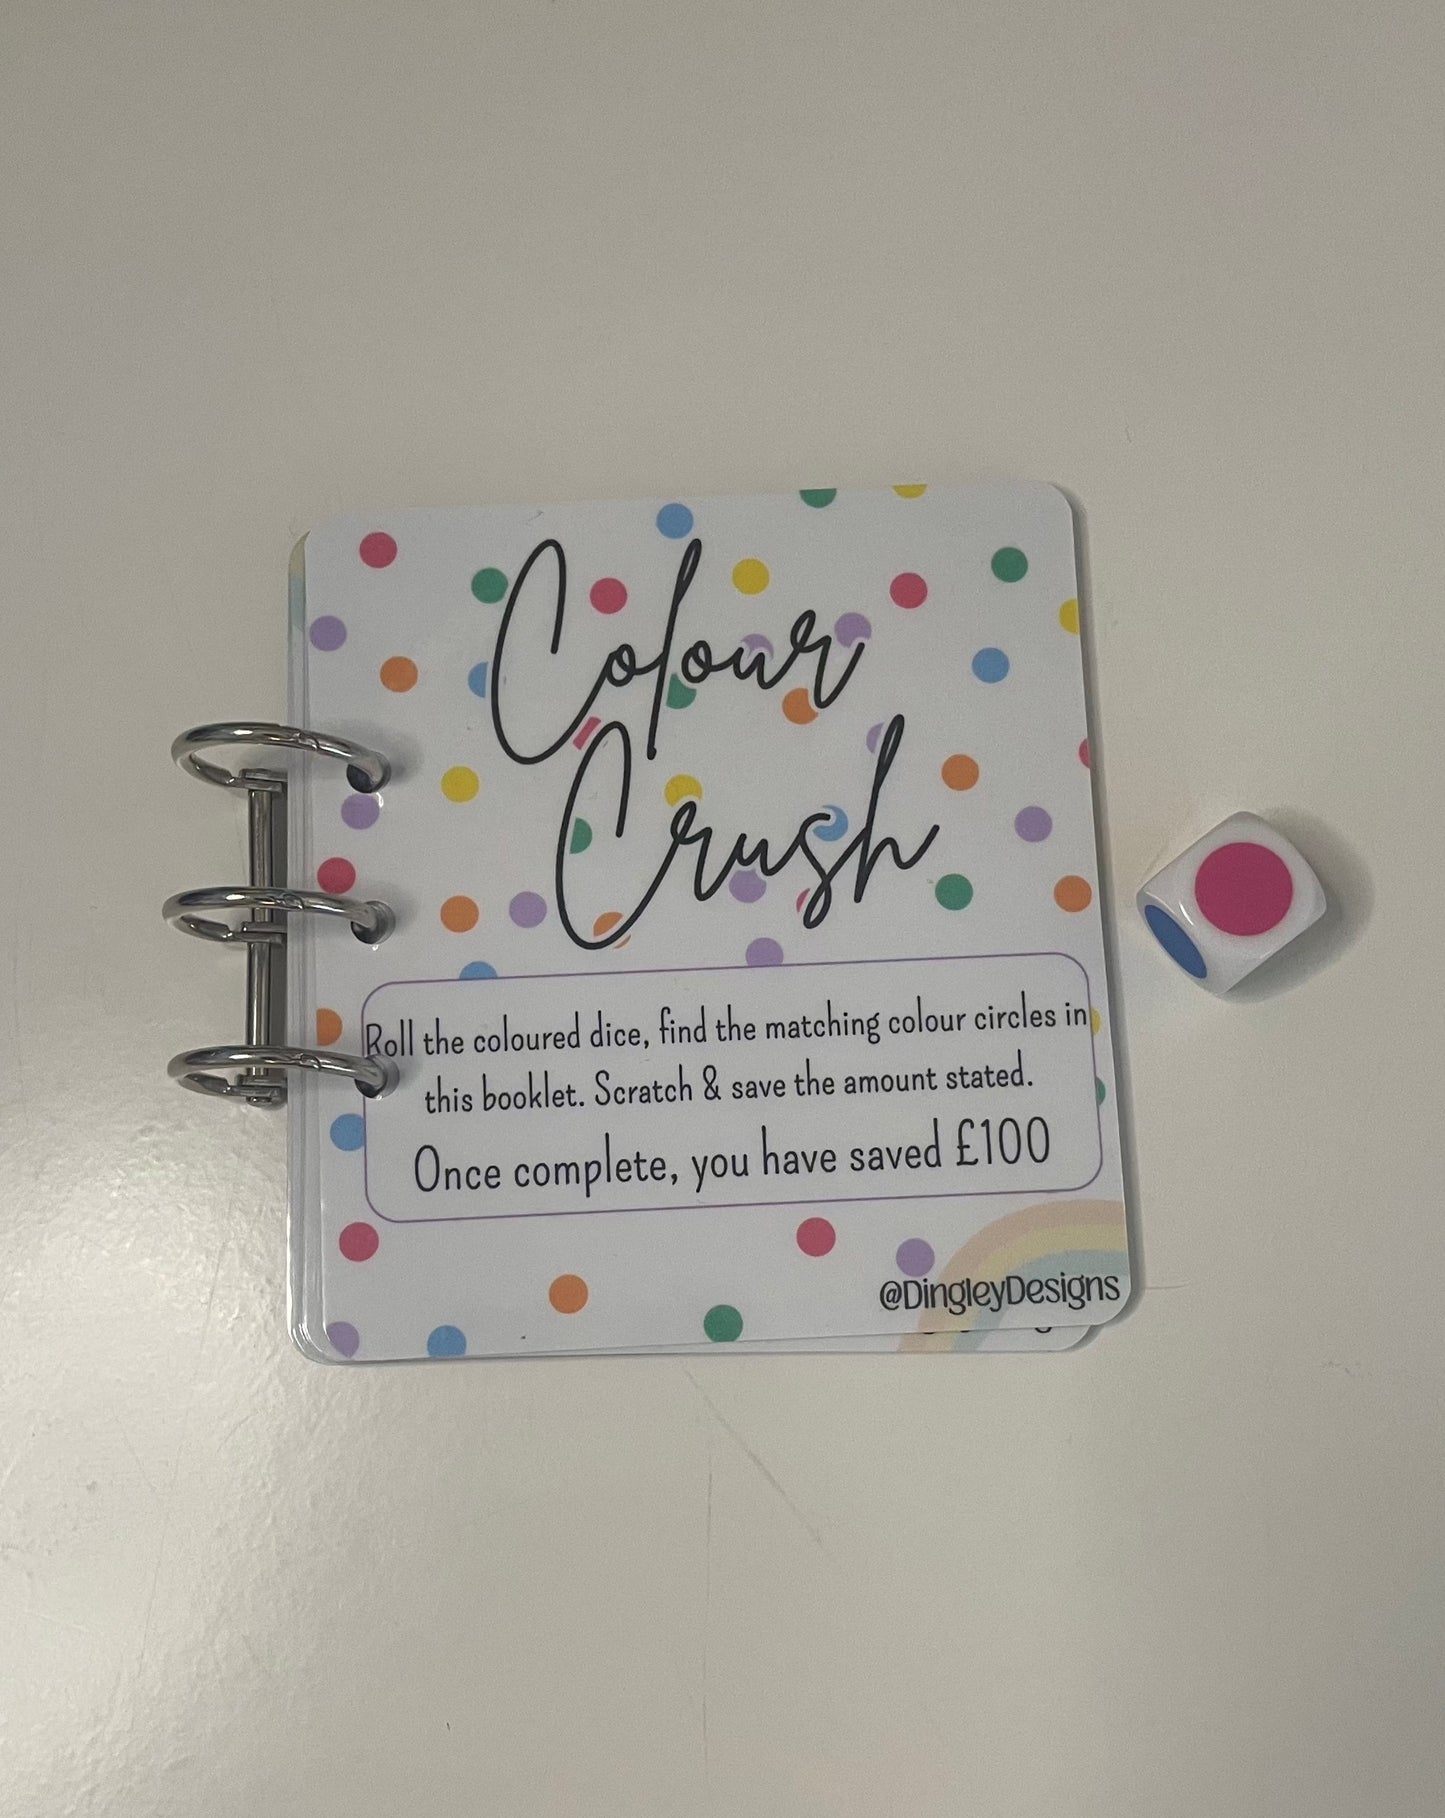 Colour
Crush
Roll the coloured dice, find the matching colour circles in
this booklet. Scratch & save the amount stated.
Once complete, you have saved £100
@DingleyDesigns